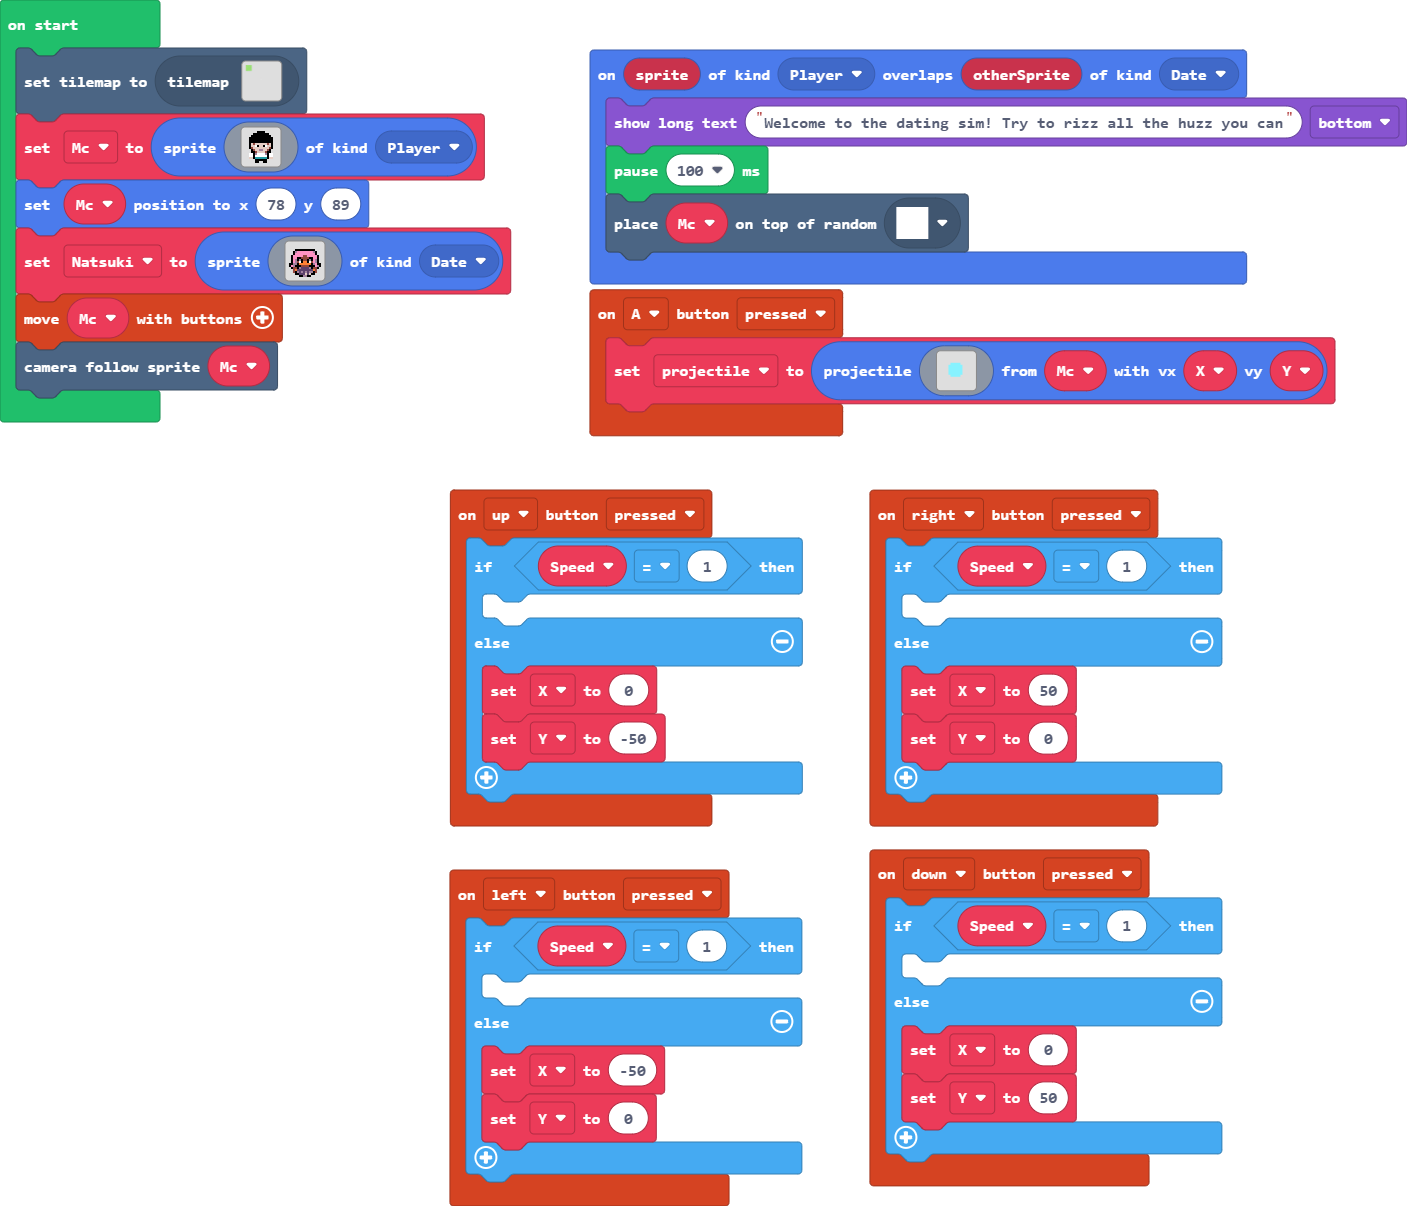 on start
set tilemap to tilemap
set Mc to sprite of kind Player
set Mc position to x 78 y 89
set Natsuki to sprite of kind Date
move Mc with buttons
camera follow sprite Mc
on sprite of kind Player overlaps otherSprite of kind Date
show long text "Welcome to the dating sim! Try to rizz all the huzz you can" bottom
pause 100 ms
place Mc on top of random
on A button pressed
set projectile to projectile from Mc with vx X vy Y
on up button pressed
if Speed = 1 then
else
set X to 0
set Y to -50
on right button pressed
if Speed = 1 then
else
set X to 50
set Y to 0
on left button pressed
if Speed = 1 then
else
set X to -50
set Y to 0
on down button pressed
if Speed = 1 then
else
set X to 0
set Y to 50